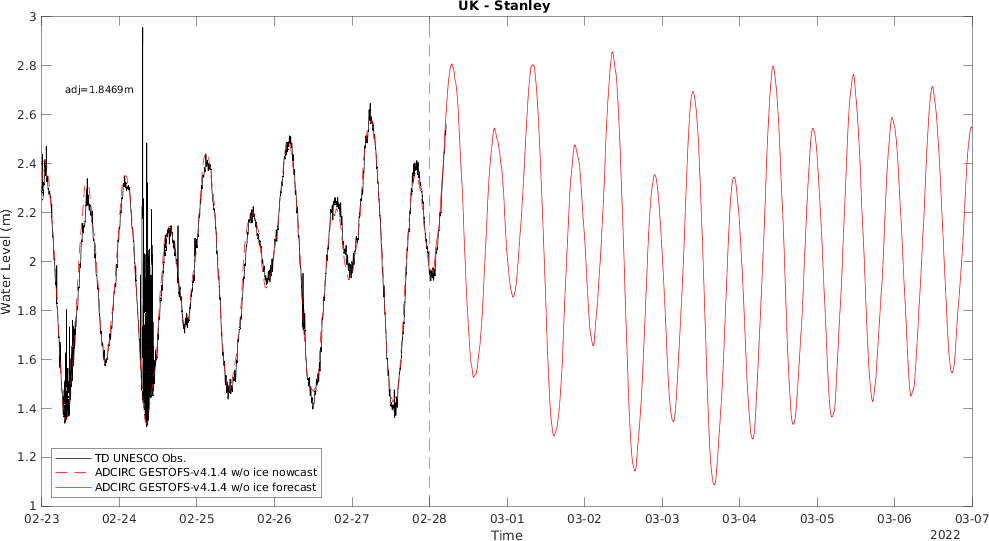 UK - Stanley
3
2.8
2.6
2.4
2.2
2
1.8
1.6
1.4
1.2
1
Water Level (m)
adj=1.8469m
TD UNESCO Obs.
ADCIRC GESTOFS-v4.1.4 w/o ice nowcast
ADCIRC GESTOFS-v4.1.4 w/o ice forecast
02-23 02-24 02-25 02-26 02-27 02-28 03-01 03-02 03-03 03-04 03-05 03-06 03-07
Time
2022